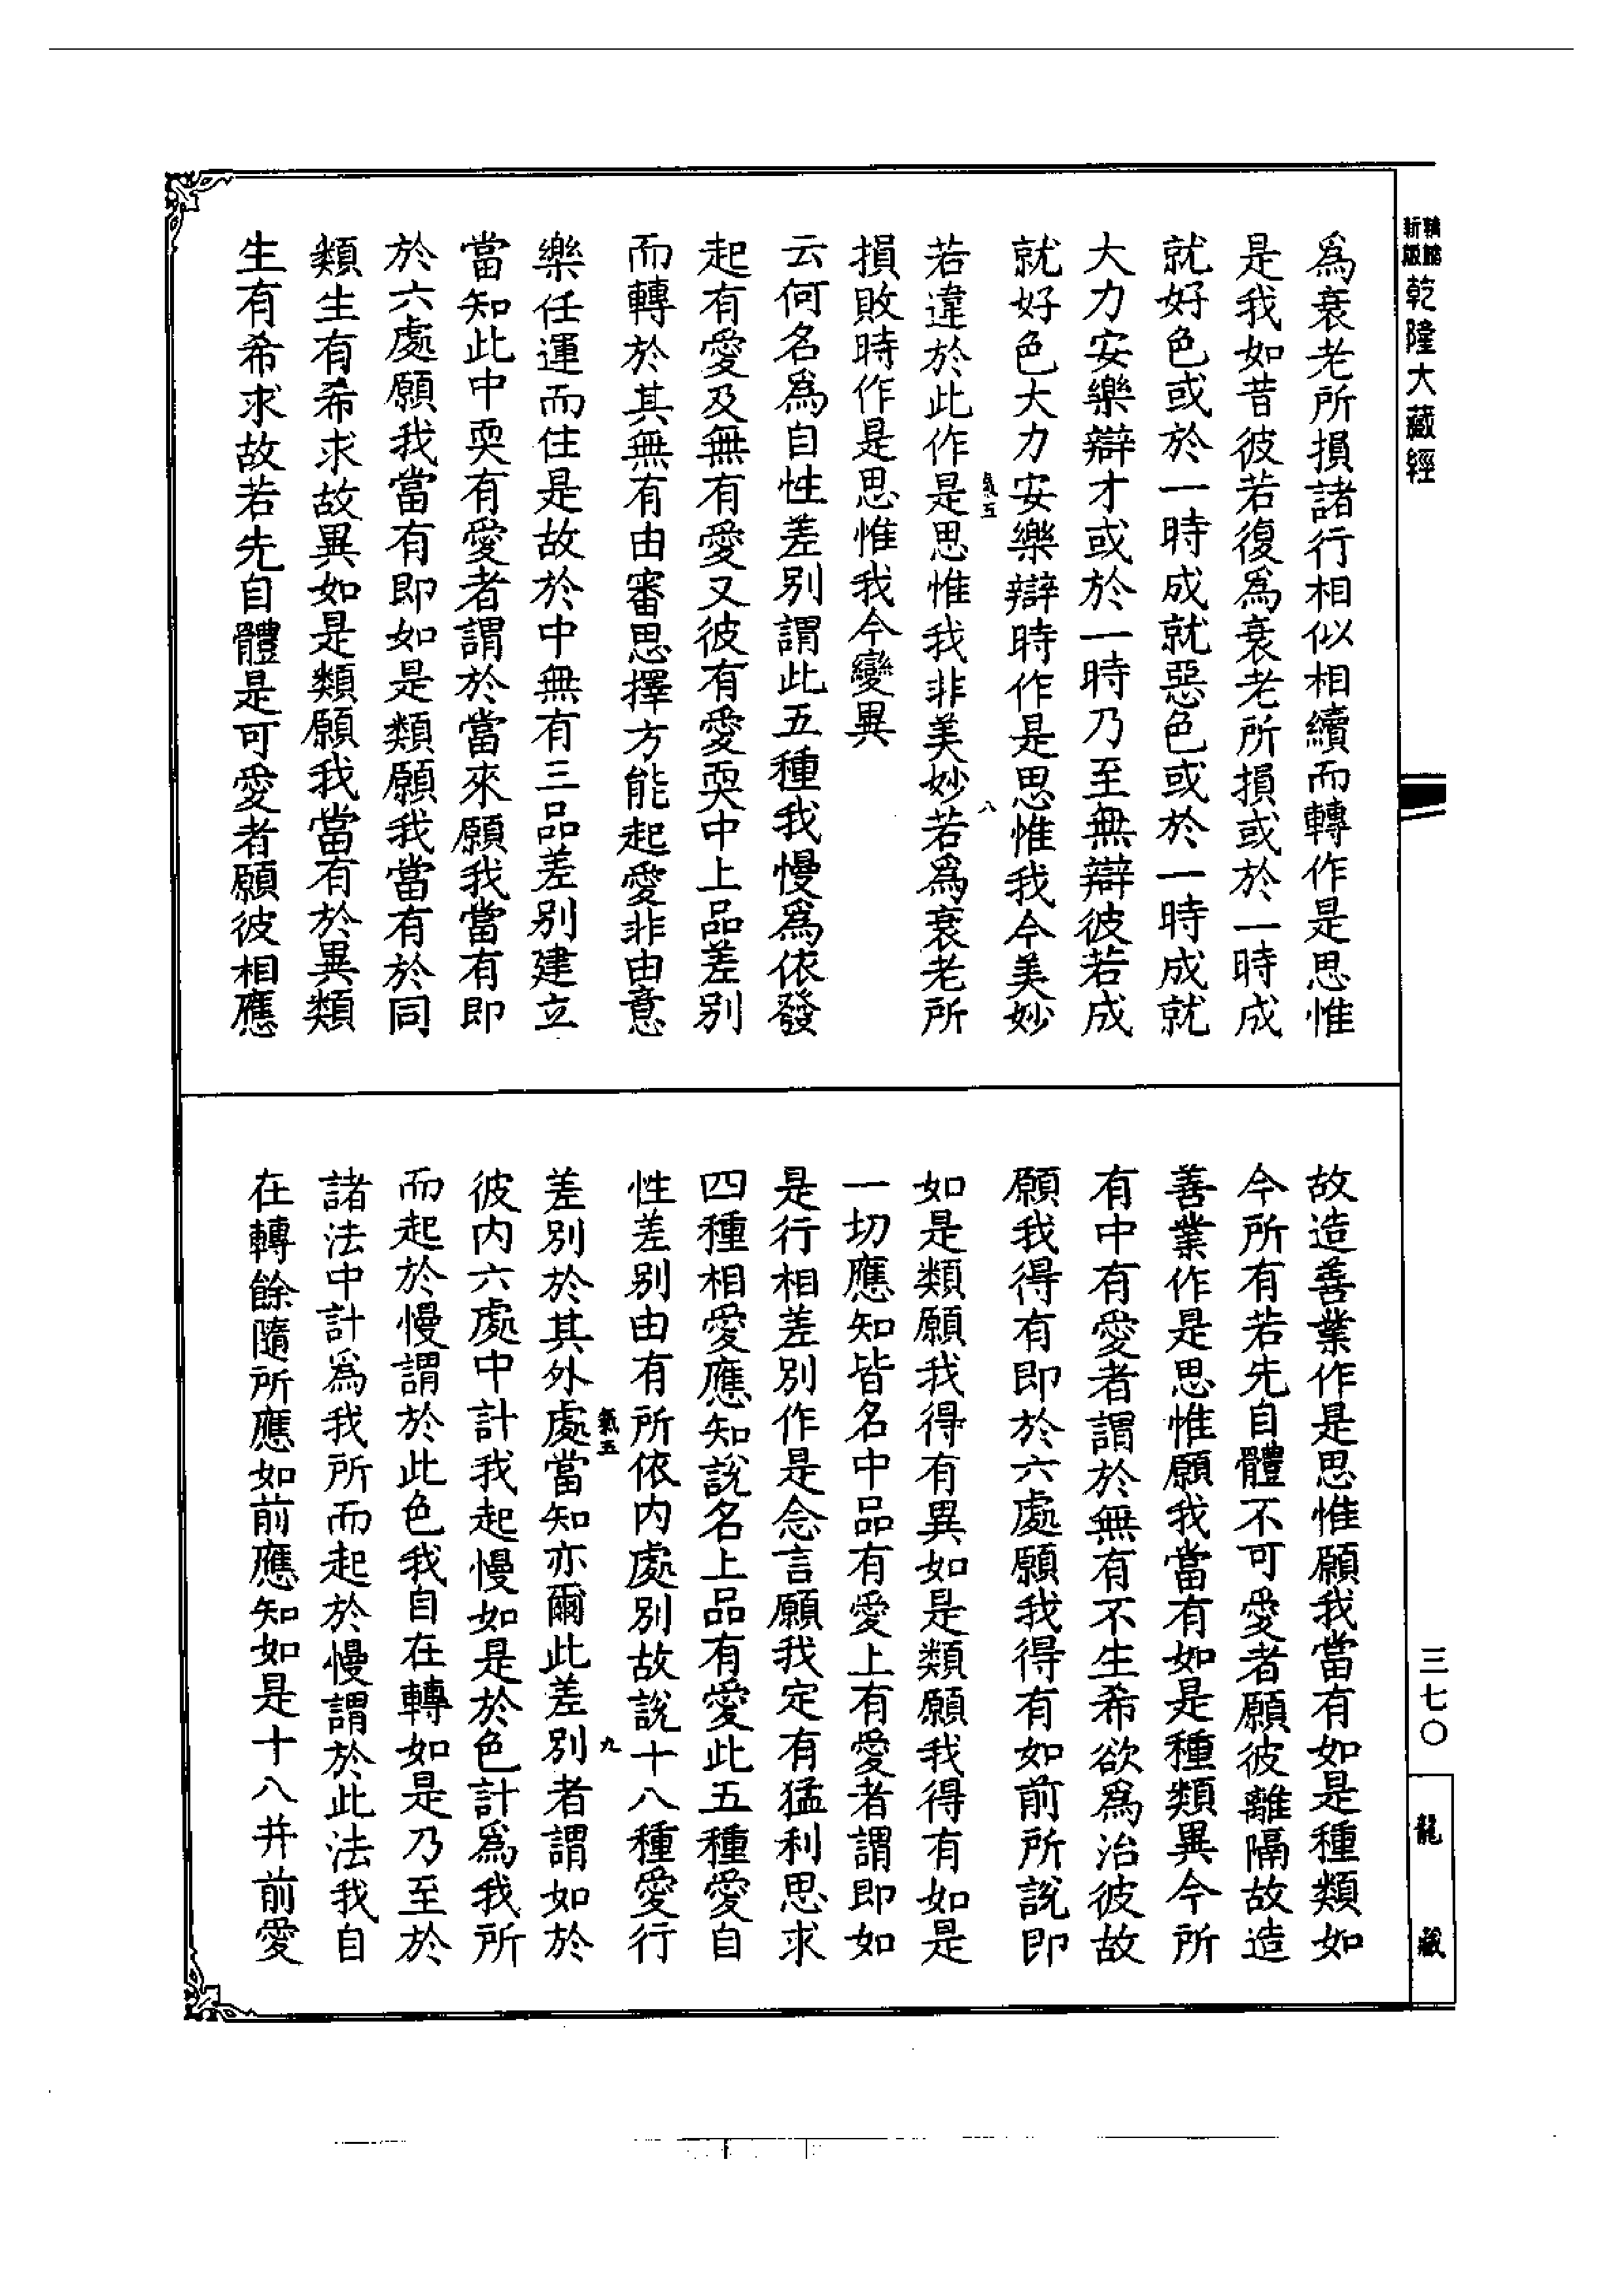 新版
乾隆大藏經
為衰老所損諸行相似相續而轉作是思惟
是我如昔彼若復為衰老所損或於一時成
就好色或於一時成就惡色或於一時成就
大力安樂辯才或於一時乃至無辯彼若成
就好色大力安樂辯時作是思惟我今美妙
氣五
八
若違於此作是思惟我非美妙若為衰老所
損敗時作是思惟我今變異
云何名為自性差別謂此五種我慢為依發
起有愛及無有愛又彼有愛耎中上品差別
而轉於其無有由審思擇方能起愛非由意
樂任運而住是故於中無有三品差別建立
當知此中耎有愛者謂於當來願我當有即
於六處願我當有即如是類願我當有於同
類生有希求故異如是類願我當有於異類
生有希求故若先自體是可愛者願彼相應
故造善業作是思惟願我當有如是種類如
今所有若先自體不可愛者願彼離隔故造
善業作是思惟願我當有如是種類異今所
有中有愛者謂於無有不生希欲為治彼故
願我得有即於六處願我得有如前所說即
如是類願我得有異如是類願我得有如是
一切應知皆名中品有愛上有愛者謂即如
是行相差別作是念言願我定有猛利思求
四種相愛應知說名上品有愛此五種愛自
性差別由有所依内處別故說十八種愛行
氣五
九
差別於其外處當知亦爾此差別者謂如於
彼内六處中計我起慢如是於色計為我所
而起於慢謂於此色我自在轉如是乃至於
諸法中計為我所而起於慢謂於此法我自
在轉餘隨所應如前應知如是十八并前愛
三七〇
龍藏